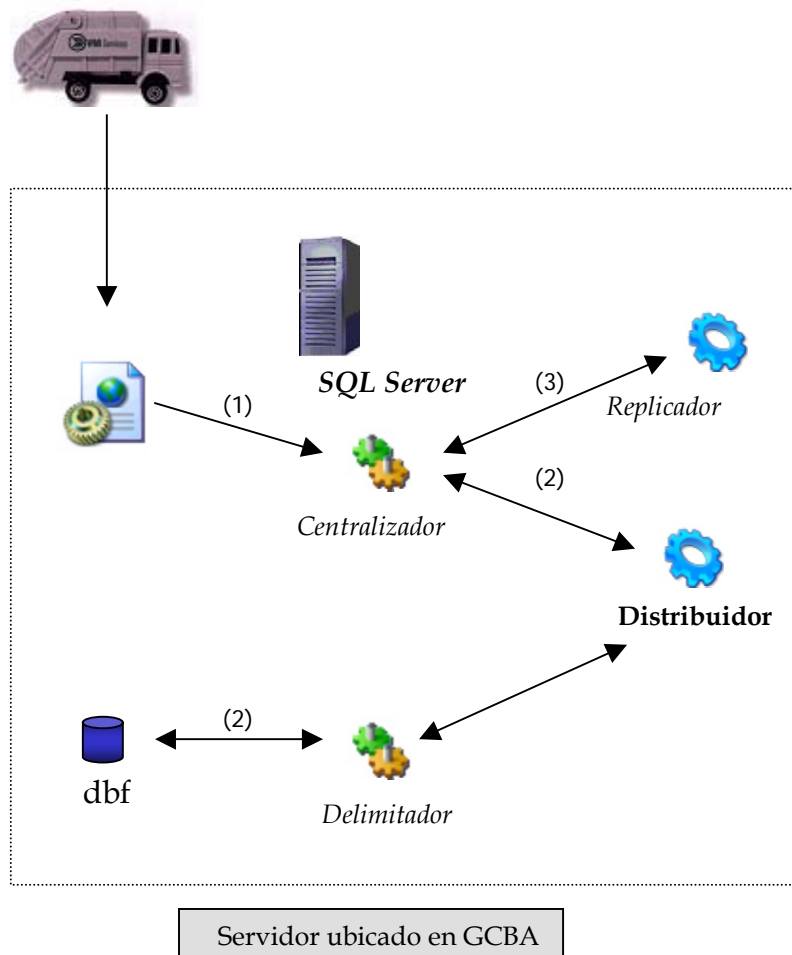 SQL Server
(1)
(3)
Replicador
(2)
Centralizador
Distribuidor
(2)
dbf
Delimitador
Servidor ubicado en GCBA